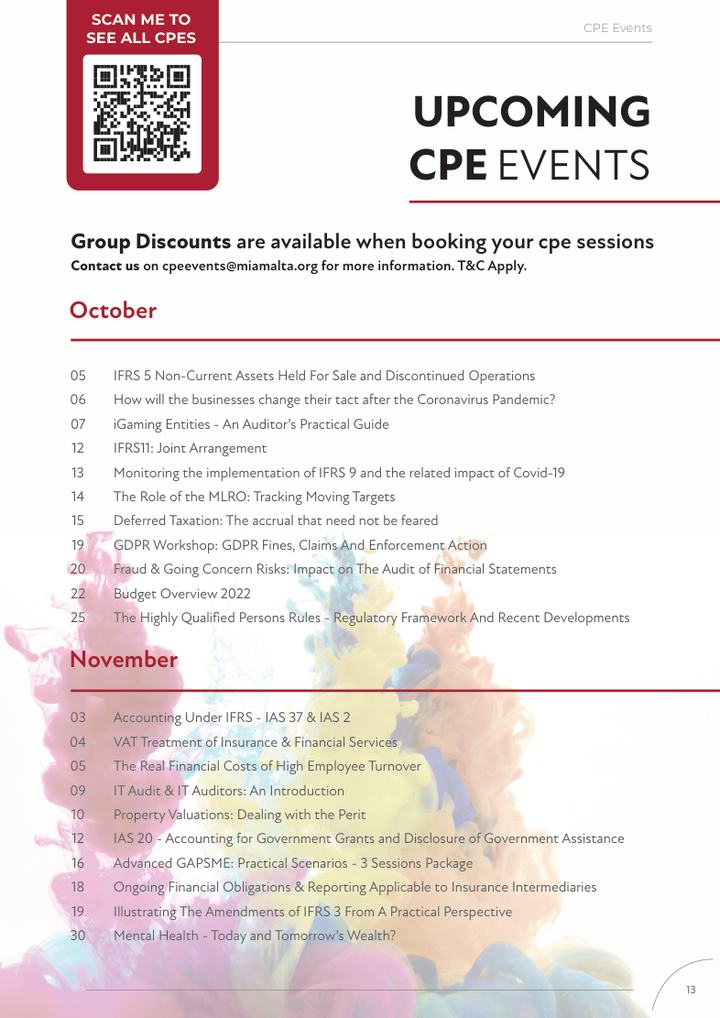 SCAN ME TO
SEE ALL CPES
CPE Events
UPCOMING
CPE EVENTS
Group Discounts are available when booking your cpe sessions
Contact us on cpeevents@miamalta.org for more information. T&C Apply.
October
05 IFRS 5 Non-Current Assets Held For Sale and Discontinued Operations
06 How will the businesses change their tact after the Coronavirus Pandemic?
07 iGaming Entities - An Auditor's Practical Guide
12 IFRS11: Joint Arrangement
13 Monitoring the implementation of IFRS 9 and the related impact of Covid-19
14 The Role of the MLRO: Tracking Moving Targets
15 Deferred Taxation: The accrual that need not be feared
19 GDPR Workshop: GDPR Fines, Claims And Enforcement Action
20 Fraud & Going Concern Risks: Impact on The Audit of Financial Statements
22 Budget Overview 2022
25 The Highly Qualified Persons Rules - Regulatory Framework And Recent Developments
November
03 Accounting Under IFRS - IAS 37 & IAS 2
04 VAT Treatment of Insurance & Financial Services
05 The Real Financial Costs of High Employee Turnover
09 IT Audit & IT Auditors: An Introduction
10 Property Valuations: Dealing with the Perit
12 IAS 20 - Accounting for Government Grants and Disclosure of Government Assistance
16 Advanced GAPSME: Practical Scenarios - 3 Sessions Package
18 Ongoing Financial Obligations & Reporting Applicable to Insurance Intermediaries
19 Illustrating The Amendments of IFRS 3 From A Practical Perspective
30 Mental Health - Today and Tomorrow's Wealth?
13